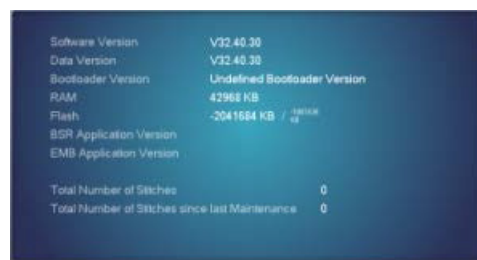 Software Version V32.40.30
Data Version V32.40.30
Bootloader Version Undefined Bootloader Version
RAM 42968 KB
Flash -2041684 KB /
BSR Application Version
EMB Application Version
Total Number of Stitches 0
Total Number of Stitches since last Maintenance 0